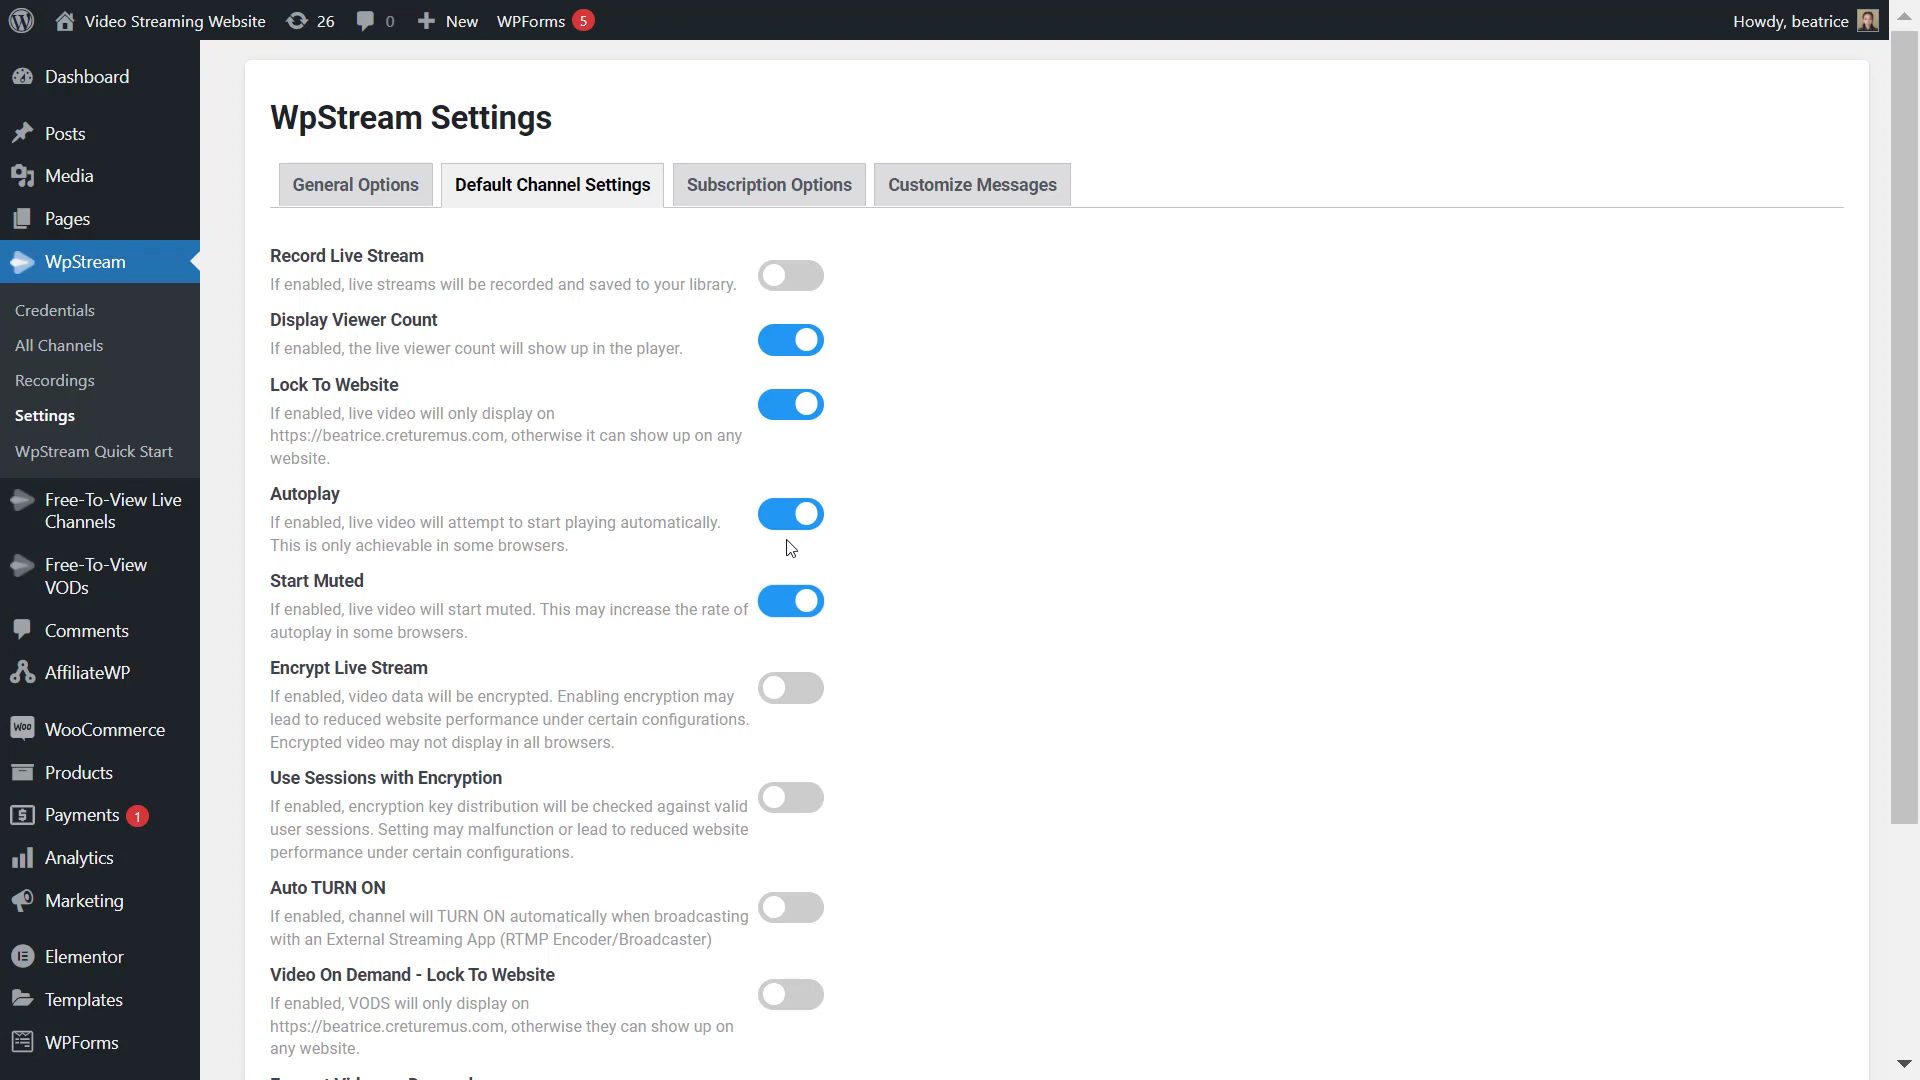 Video Streaming Website
26
0
New
WPForms
5
Howdy, beatrice
Dashboard
Posts
Media
Pages
WpStream
Credentials
All Channels
Recordings
Settings
WpStream Quick Start
Free-To-View Live
Channels
Free-To-View
VODs
Comments
AffiliateWP
Woo
WooCommerce
Products
Payments 1
Analytics
Marketing
Elementor
Templates
WPForms
WpStream Settings
General Options
Default Channel Settings
Subscription Options
Customize Messages
Record Live Stream
If enabled, live streams will be recorded and saved to your library.
Display Viewer Count
If enabled, the live viewer count will show up in the player.
Lock To Website
If enabled, live video will only display on
https://beatrice.creturemus.com, otherwise it can show up on any
website.
Autoplay
If enabled, live video will attempt to start playing automatically.
This is only achievable in some browsers.
Start Muted
If enabled, live video will start muted. This may increase the rate of
autoplay in some browsers.
Encrypt Live Stream
If enabled, video data will be encrypted. Enabling encryption may
lead to reduced website performance under certain configurations.
Encrypted video may not display in all browsers.
Use Sessions with Encryption
If enabled, encryption key distribution will be checked against valid
user sessions. Setting may malfunction or lead to reduced website
performance under certain configurations.
Auto TURN ON
If enabled, channel will TURN ON automatically when broadcasting
with an External Streaming App (RTMP Encoder/Broadcaster)
Video On Demand - Lock To Website
If enabled, VODS will only display on
https://beatrice.creturemus.com, otherwise they can show up on
any website.